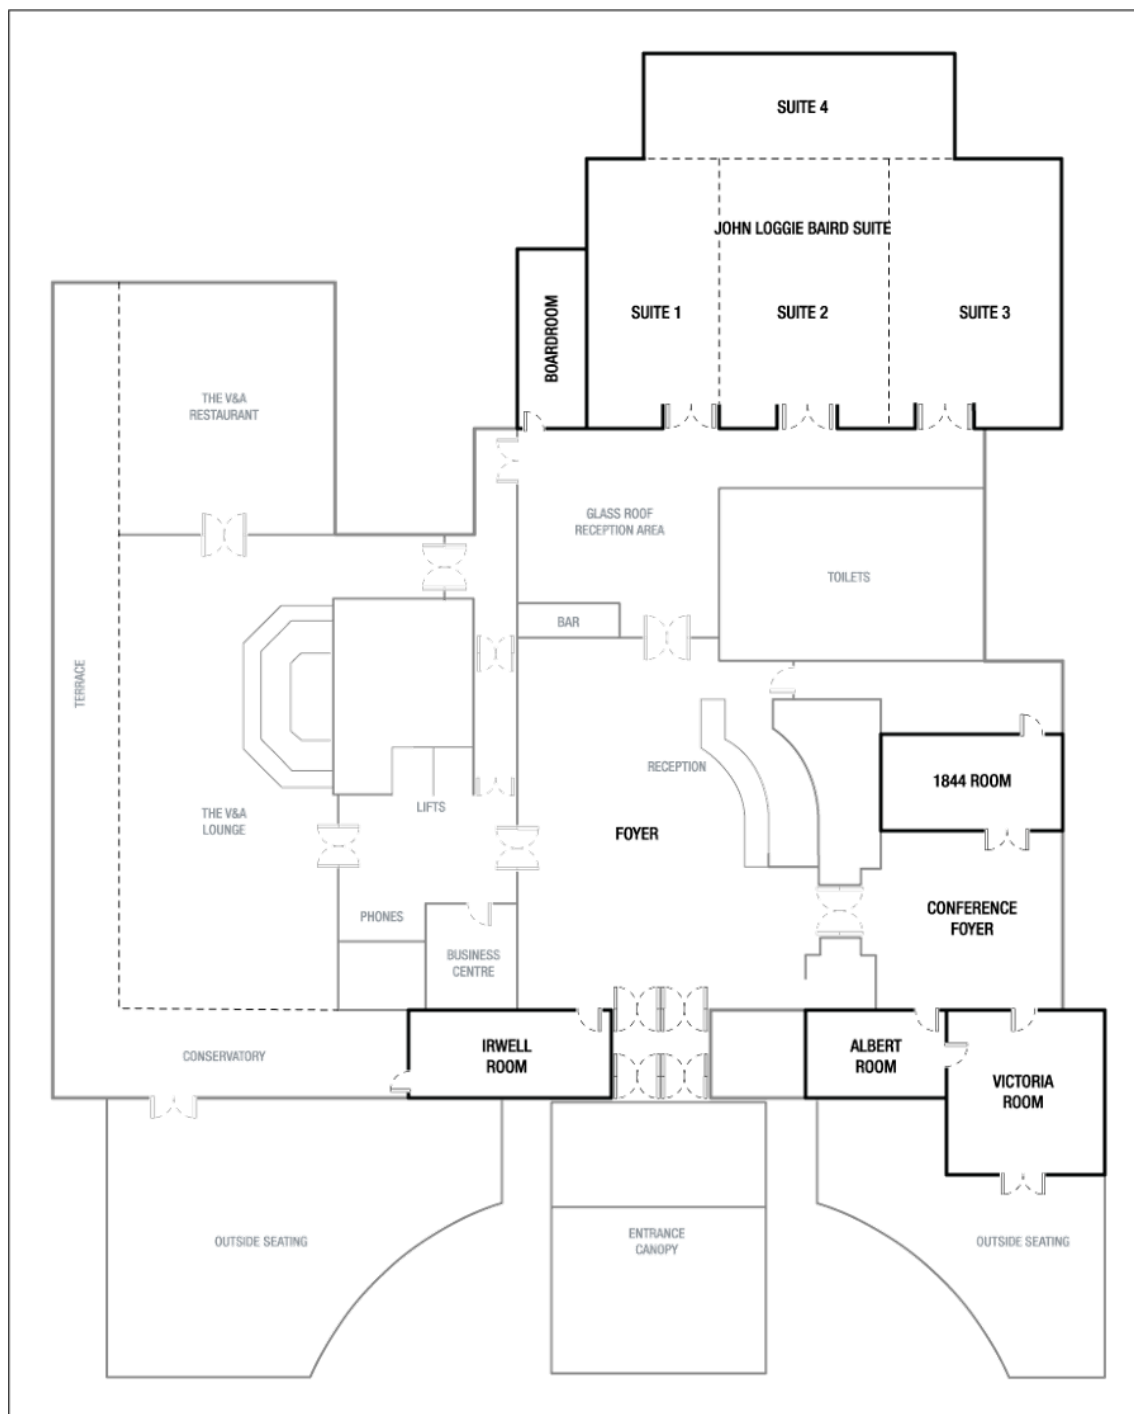 SUITE 4
JOHN LOGGIE BAIRD SUITE
SUITE 1
SUITE 2
SUITE 3
BOARDROOM
THE V&A
RESTAURANT
GLASS ROOF
RECEPTION AREA
TOILETS
BAR
TERRACE
RECEPTION
1844 ROOM
LIFTS
THE V&A
LOUNGE
FOYER
PHONES
CONFERENCE
FOYER
BUSINESS
CENTRE
CONSERVATORY
IRWELL
ROOM
ALBERT
ROOM
VICTORIA
ROOM
OUTSIDE SEATING
ENTRANCE
CANOPY
OUTSIDE SEATING